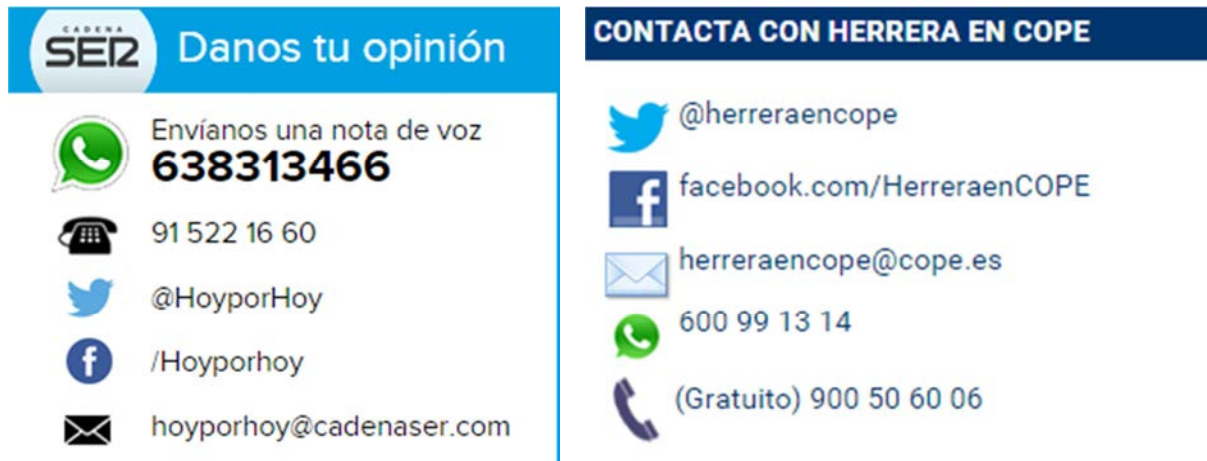 CADENA
SER
Danos tu opinión
Envíanos una nota de voz
638313466
91 522 16 60
@HoyporHoy
/Hoyporhoy
hoyporhoy@cadenaser.com
CONTACTA CON HERRERA EN COPE
@herreraencope
facebook.com/HerreraenCOPE
herreraencope@cope.es
600 99 13 14
(Gratuito) 900 50 60 06